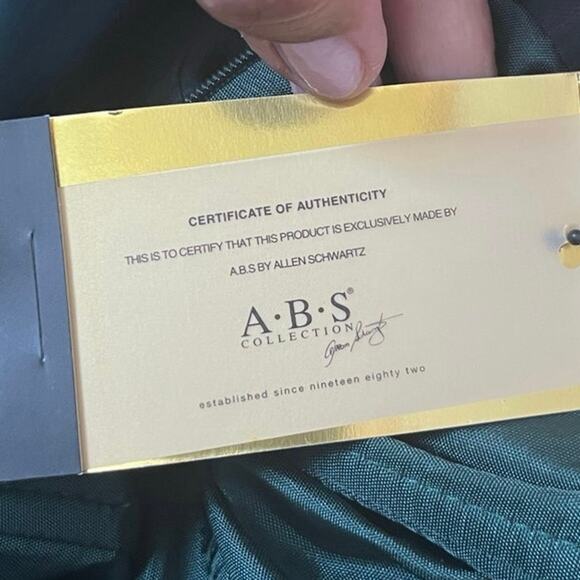 CERTIFICATE OF AUTHENTICITY
THIS IS TO CERTIFY THAT THIS PRODUCT IS EXCLUSIVELY MADE BY
A.B.S BY ALLEN SCHWARTZ
A·B·S®
COLLECTION
established since nineteen eighty two